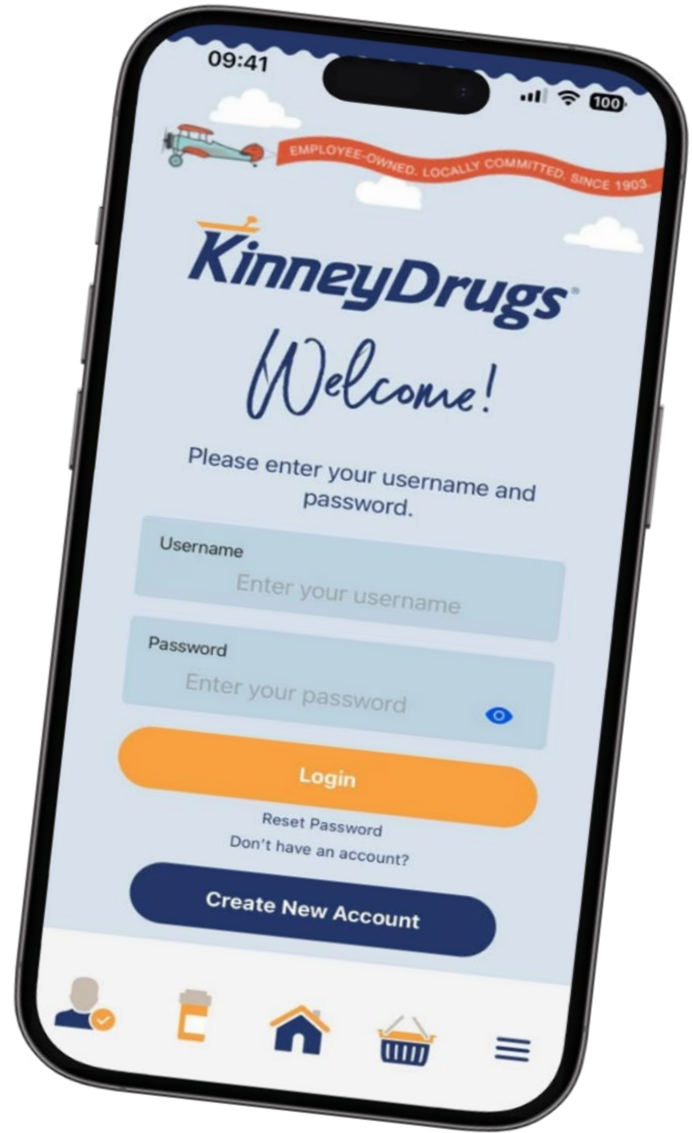 09:41
100
EMPLOYEE-OWNED. LOCALLY COMMITTED. SINCE 1903.
KinneyDrugs®
Welcome!
Please enter your username and
password.
Username
Enter your username
Password
Enter your password
Login
Reset Password
Don't have an account?
Create New Account